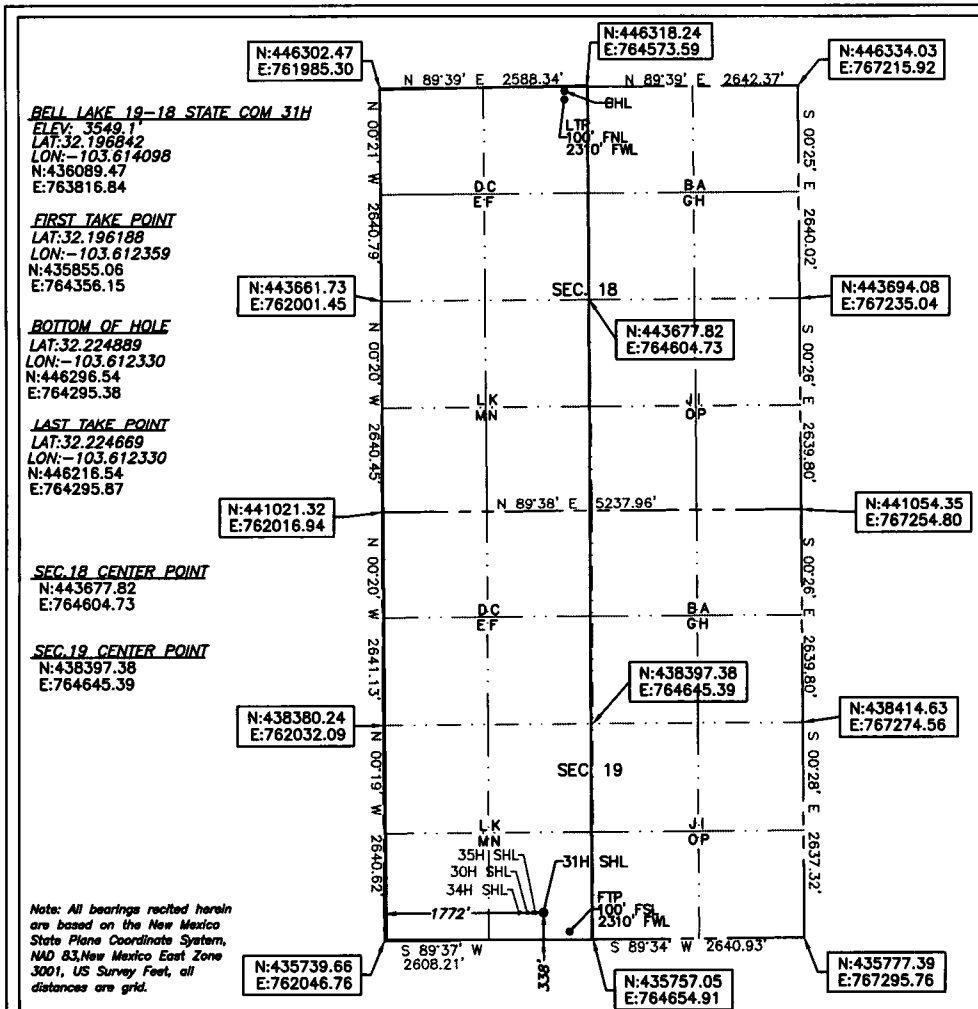 N:446302.47
E:761985.30
N:446318.24
E:764573.59
N:446334.03
E:767215.92
N 89°39' E 2588.34'
N 89°39' E 2642.37'
BHL
LTP
100' FNL
2310' FWL
BELL LAKE 19-18 STATE COM 31H
ELEV: 3549.1'
LAT:32.196842
LON:-103.614098
N:436089.47
E:763816.84
FIRST TAKE POINT
LAT:32.196188
LON:-103.612359
N:435855.06
E:764356.15
BOTTOM OF HOLE
LAT:32.224889
LON:-103.612330
N:446296.54
E:764295.38
LAST TAKE POINT
LAT:32.224669
LON:-103.612330
N:446216.54
E:764295.87
SEC.18 CENTER POINT
N:443677.82
E:764604.73
SEC.19 CENTER POINT
N:438397.38
E:764645.39
Note: All bearings recited herein
are based on the New Mexico
State Plane Coordinate System,
NAD 83,New Mexico East Zone
3001, US Survey Feet, all
distances are grid.
N 00°21' W 2640.79'
S 00°25' E 2640.02'
D C
E F
B A
G H
N:443661.73
E:762001.45
SEC. 18
N:443694.08
E:767235.04
N:443677.82
E:764604.73
N 00°20' W 2640.45'
S 00°26' E 2639.80'
L K
M N
J I
O P
N:441021.32
E:762016.94
N 89°38' E 5237.96'
N:441054.35
E:767254.80
N 00°20' W 2641.13'
S 00°26' E 2639.80'
D C
E F
B A
G H
N:438380.24
E:762032.09
N:438397.38
E:764645.39
N:438414.63
E:767274.56
SEC. 19
N 00°19' W 2640.62'
S 00°28' E 2637.32'
L K
M N
J I
O P
35H SHL
30H SHL
34H SHL
31H SHL
1772'
FTP
100' FSL
2310' FWL
S 89°37' W
2608.21'
S 89°34' W 2640.93'
N:435739.66
E:762046.76
N:435757.05
E:764654.91
N:435777.39
E:767295.76